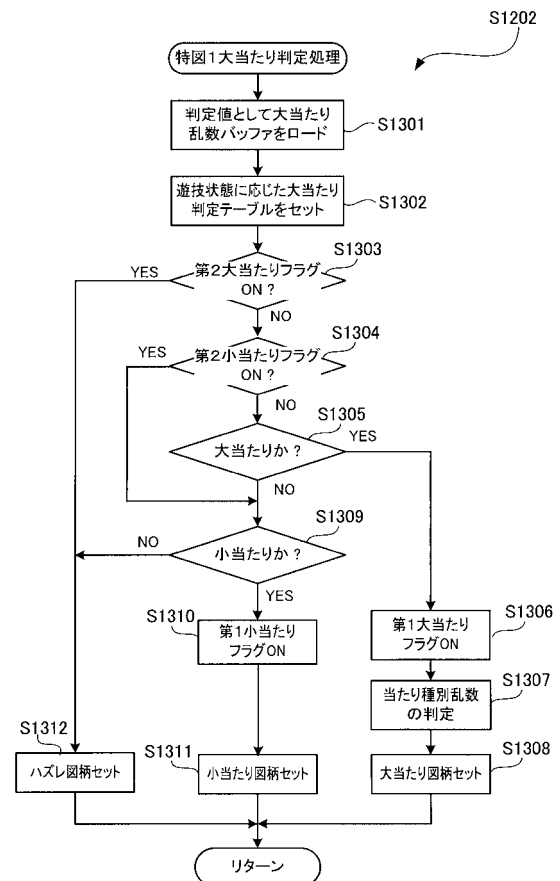 S1202
特図1大当たり判定処理
判定値として大当たり
乱数バッファをロード
S1301
遊技状態に応じた大当たり
判定テーブルをセット
S1302
S1303
第2大当たりフラグ
ON?
YES
NO
S1304
第2小当たりフラグ
ON?
YES
NO
S1305
大当たりか?
YES
NO
S1309
小当たりか?
NO
YES
S1310
第1小当たり
フラグON
S1306
第1大当たり
フラグON
S1307
当たり種別乱数
の判定
S1312
ハズレ図柄セット
S1311
小当たり図柄セット
大当たり図柄セット
S1308
リターン